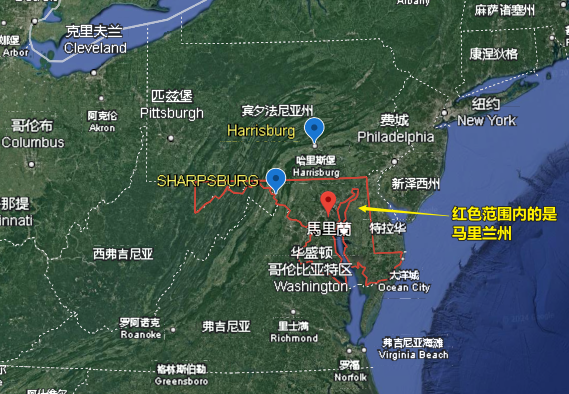 Albany
克里夫兰
Cleveland
马萨诸塞州
Arbor
康涅狄格
匹兹堡
Pittsburgh
宾夕法尼亚州
纽约
New York
阿克伦
Akron
Harrisburg
费城
Philadelphia
哥伦布
Columbus
哈里斯堡
Harrisburg
SHARPSBURG
新泽西州
那提
innati
红色范围内的是
马里兰州
馬里蘭
特拉华
西弗吉尼亚
华盛顿
哥伦比亚特区
Washington
大洋城
Ocean City
罗阿诺克
Roanoke
弗吉尼亚
里士满
Richmond
弗吉尼亚海滩
Virginia Beach
格林斯伯勒
Greensboro
罗福
Norfolk